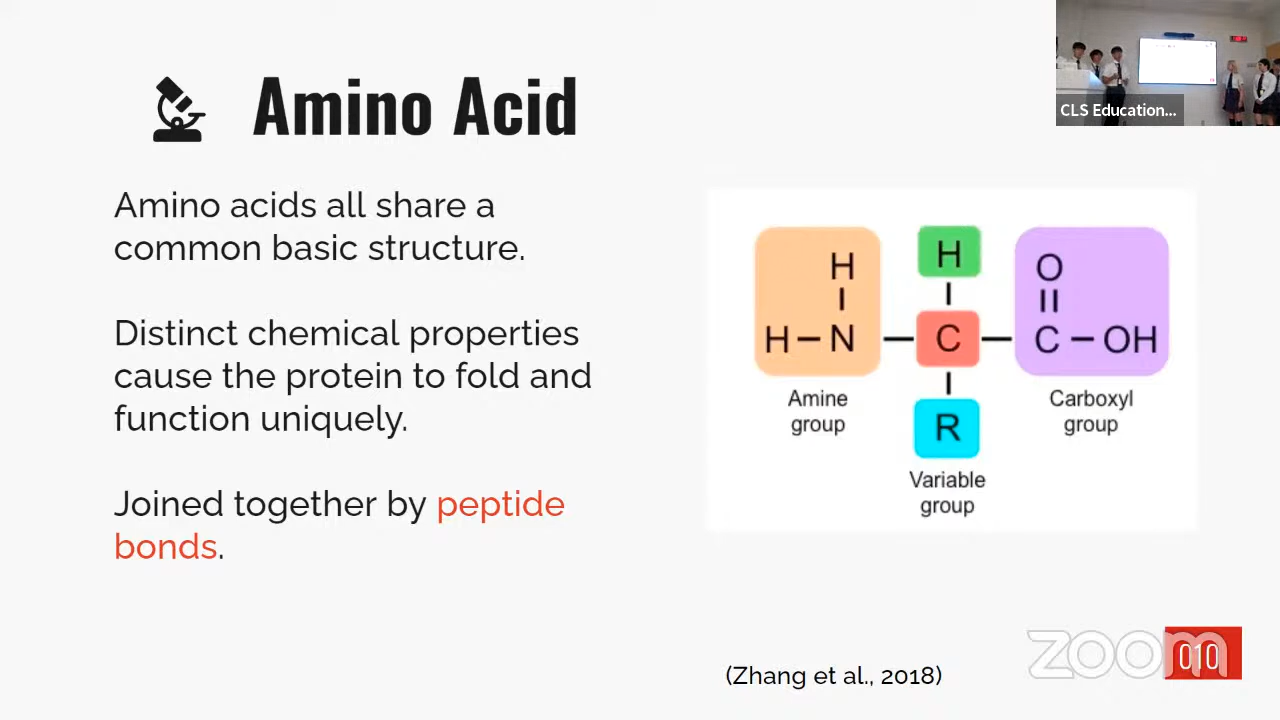 Amino Acid
CLS Education...
Amino acids all share a
common basic structure.
Distinct chemical properties
cause the protein to fold and
function uniquely.
Joined together by peptide
bonds.
H H O
H N C C OH
R
Amine
group
Carboxyl
group
Variable
group
(Zhang et al., 2018)
zoom
010